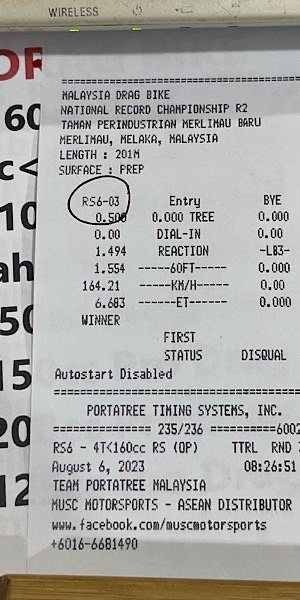 WIRELESS
MALAYSIA DRAG BIKE
NATIONAL RECORD CHAMPIONSHIP R2
TAMAN PERINDUSTRIAN MERLIMAU BARU
MERLIMAU, MELAKA, MALAYSIA
LENGTH : 201M
SURFACE : PREP
RS6-03 Entry BYE
0.500 0.000 TREE 0.000
0.00 DIAL-IN 0.00
1.494 REACTION -LB3-
1.554 ------60FT----- 0.000
164.21 -----KM/H----- 0.00
6.683 ------ET------ 0.000
WINNER
FIRST
STATUS DISQUAL
Autostart Disabled
PORTATREE TIMING SYSTEMS, INC.
========= 235/236 =========6002
RS6 - 4T<160cc RS (OP) TTRL RND
August 6, 2023 08:26:51
TEAM PORTATREE MALAYSIA
MUSC MOTORSPORTS - ASEAN DISTRIBUTOR
www.facebook.com/muscmotorsports
+6016-6681490